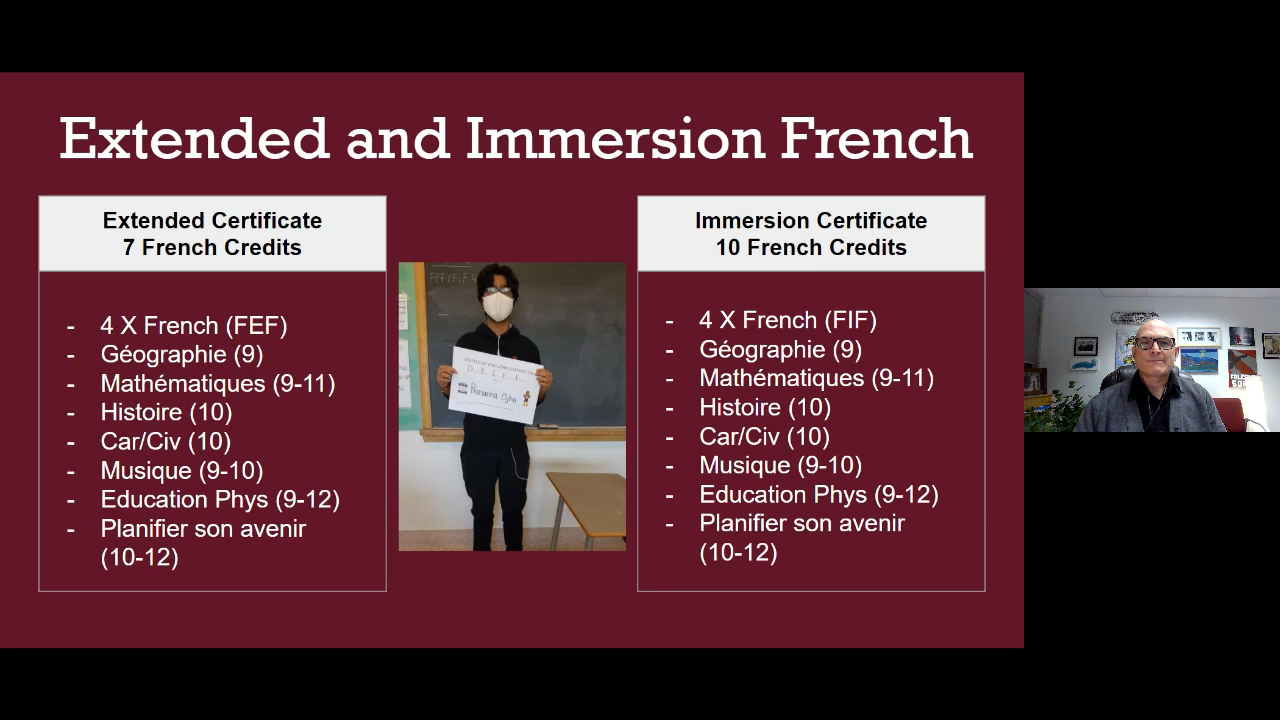 Extended and Immersion French
Extended Certificate
7 French Credits
- 4 X French (FEF)
- Géographie (9)
- Mathématiques (9-11)
- Histoire (10)
- Car/Civ (10)
- Musique (9-10)
- Education Phys (9-12)
- Planifier son avenir
(10-12)
FEF/FIF
D E L F
Prasanna
Immersion Certificate
10 French Credits
- 4 X French (FIF)
- Géographie (9)
- Mathématiques (9-11)
- Histoire (10)
- Car/Civ (10)
- Musique (9-10)
- Education Phys (9-12)
- Planifier son avenir
(10-12)